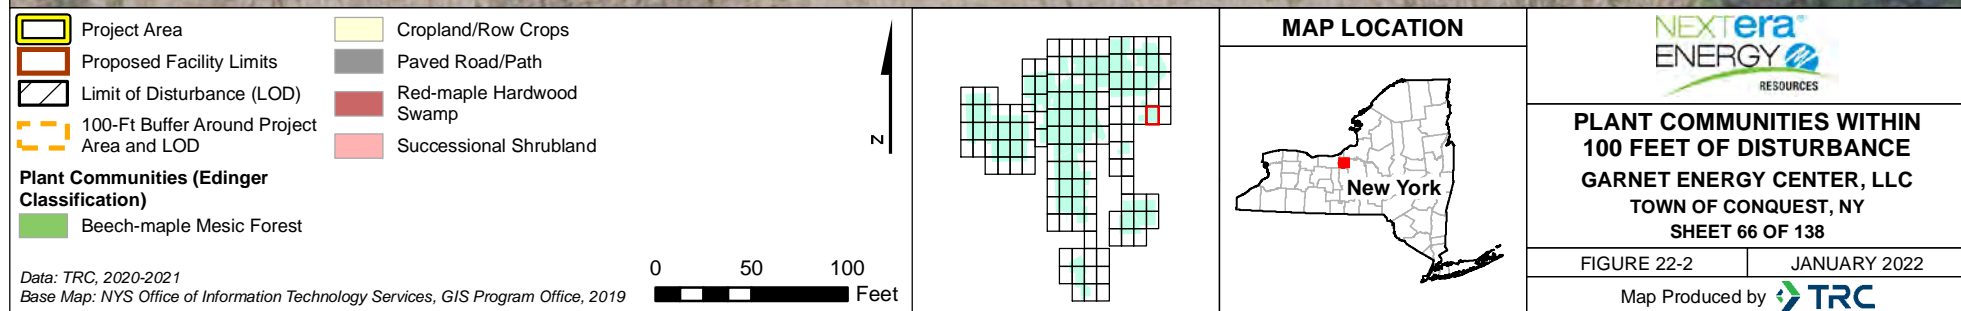 Project Area
Proposed Facility Limits
Limit of Disturbance (LOD)
100-Ft Buffer Around Project
Area and LOD
Plant Communities (Edinger
Classification)
Beech-maple Mesic Forest
Cropland/Row Crops
Paved Road/Path
Red-maple Hardwood
Swamp
Successional Shrubland
Data: TRC, 2020-2021
Base Map: NYS Office of Information Technology Services, GIS Program Office, 2019
N
0 50 100
Feet
MAP LOCATION
New York
NEXTera
ENERGY
RESOURCES
PLANT COMMUNITIES WITHIN
100 FEET OF DISTURBANCE
GARNET ENERGY CENTER, LLC
TOWN OF CONQUEST, NY
SHEET 66 OF 138
FIGURE 22-2
JANUARY 2022
Map Produced by TRC